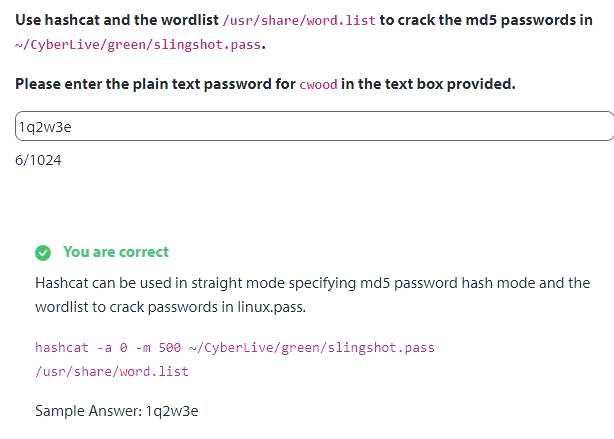 Use hashcat and the wordlist /usr/share/word.list to crack the md5 passwords in
~/CyberLive/green/slingshot.pass.
Please enter the plain text password for cwood in the text box provided.
1q2w3e
6/1024
You are correct
Hashcat can be used in straight mode specifying md5 password hash mode and the
wordlist to crack passwords in linux.pass.
hashcat -a 0 -m 500 ~/CyberLive/green/slingshot.pass
/usr/share/word.list
Sample Answer: 1q2w3e